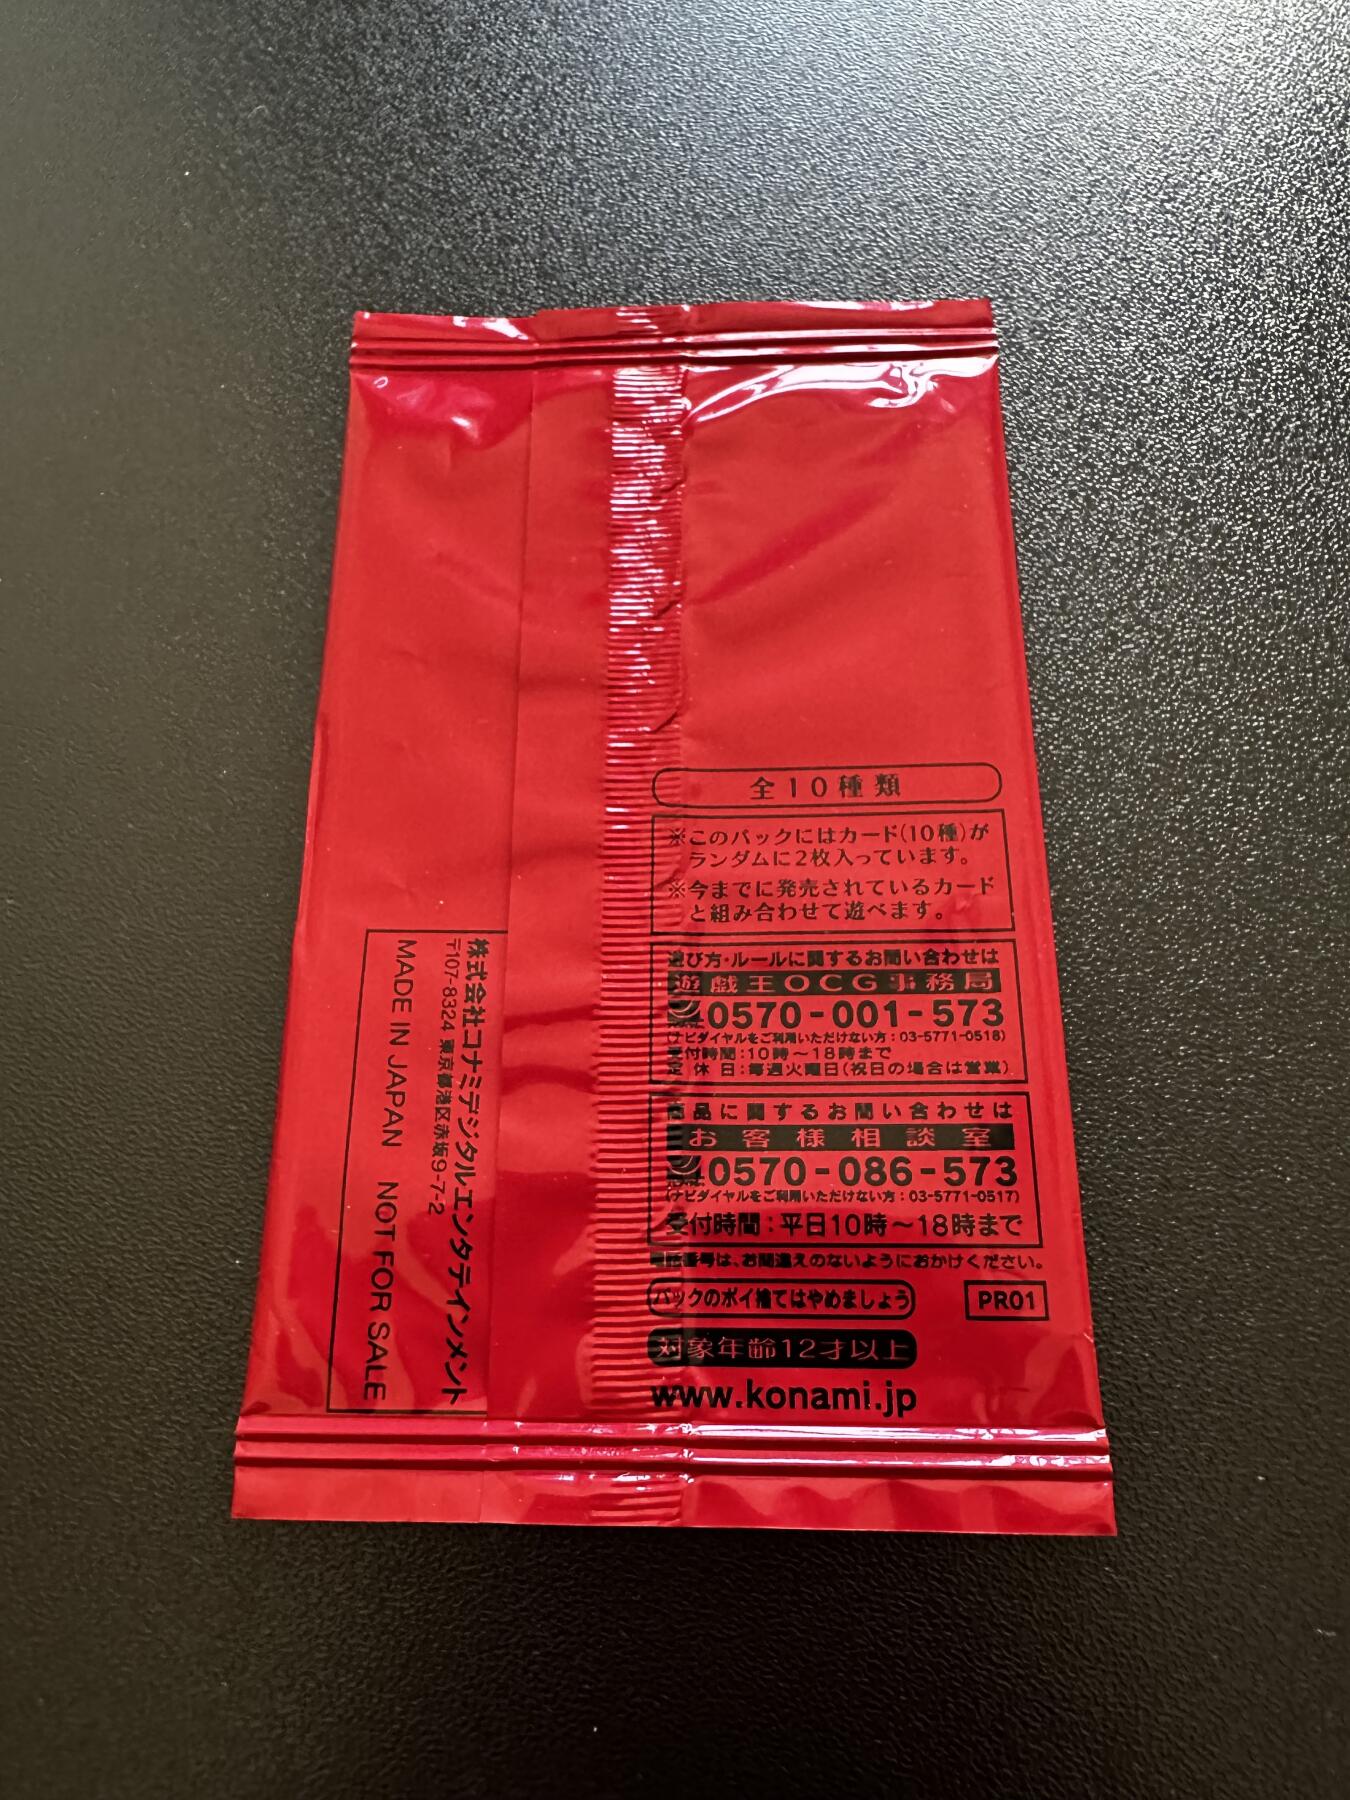 全10種類
※このパックにはカード(10種)が
ランダムに2枚入っています。
※今までに発売されているカード
と組み合わせて遊べます。
遊び方・ルールに関するお問い合わせは
遊戯王OCG事務局
0570-001-573
(ナビダイヤルをご利用いただけない方:03-5771-0518)
受付時間:10時〜18時まで
定休日:毎週火曜日(祝日の場合は営業)
商品に関するお問い合わせは
お客様相談室
0570-086-573
(ナビダイヤルをご利用いただけない方:03-5771-0517)
受付時間:平日10時〜18時まで
電話番号は、お間違えのないようにおかけください。
パックのポイ捨てはやめましょう
PR01
対象年齢12才以上
www.konami.jp
株式会社コナミデジタルエンタテインメント
〒107-8324 東京都港区赤坂9-7-2
MADE IN JAPAN NOT FOR SALE